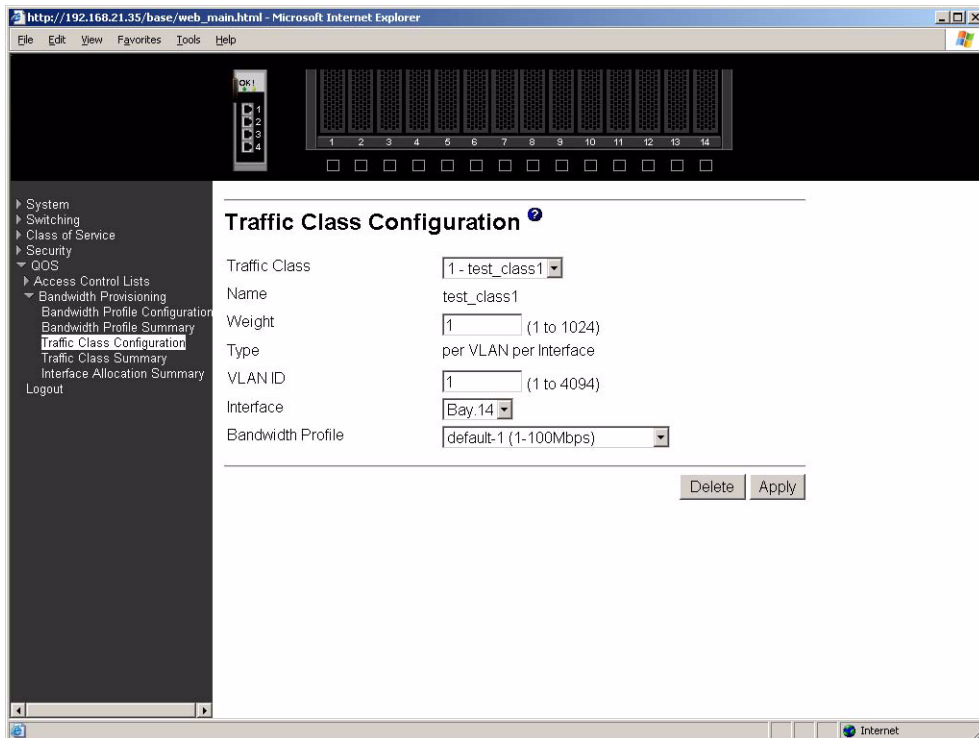 http://192.168.21.35/base/web_main.html - Microsoft Internet Explorer
File Edit View Favorites Tools Help
OK!
1
2
3
4
1 2 3 4 5 6 7 8 9 10 11 12 13 14
System
Switching
Class of Service
Security
QOS
Access Control Lists
Bandwidth Provisioning
Bandwidth Profile Configuration
Bandwidth Profile Summary
Traffic Class Configuration
Traffic Class Summary
Interface Allocation Summary
Logout
Traffic Class Configuration ?
Traffic Class 1 - test_class1
Name test_class1
Weight 1 (1 to 1024)
Type per VLAN per Interface
VLAN ID 1 (1 to 4094)
Interface Bay.14
Bandwidth Profile default-1 (1-100Mbps)
Delete Apply
Internet